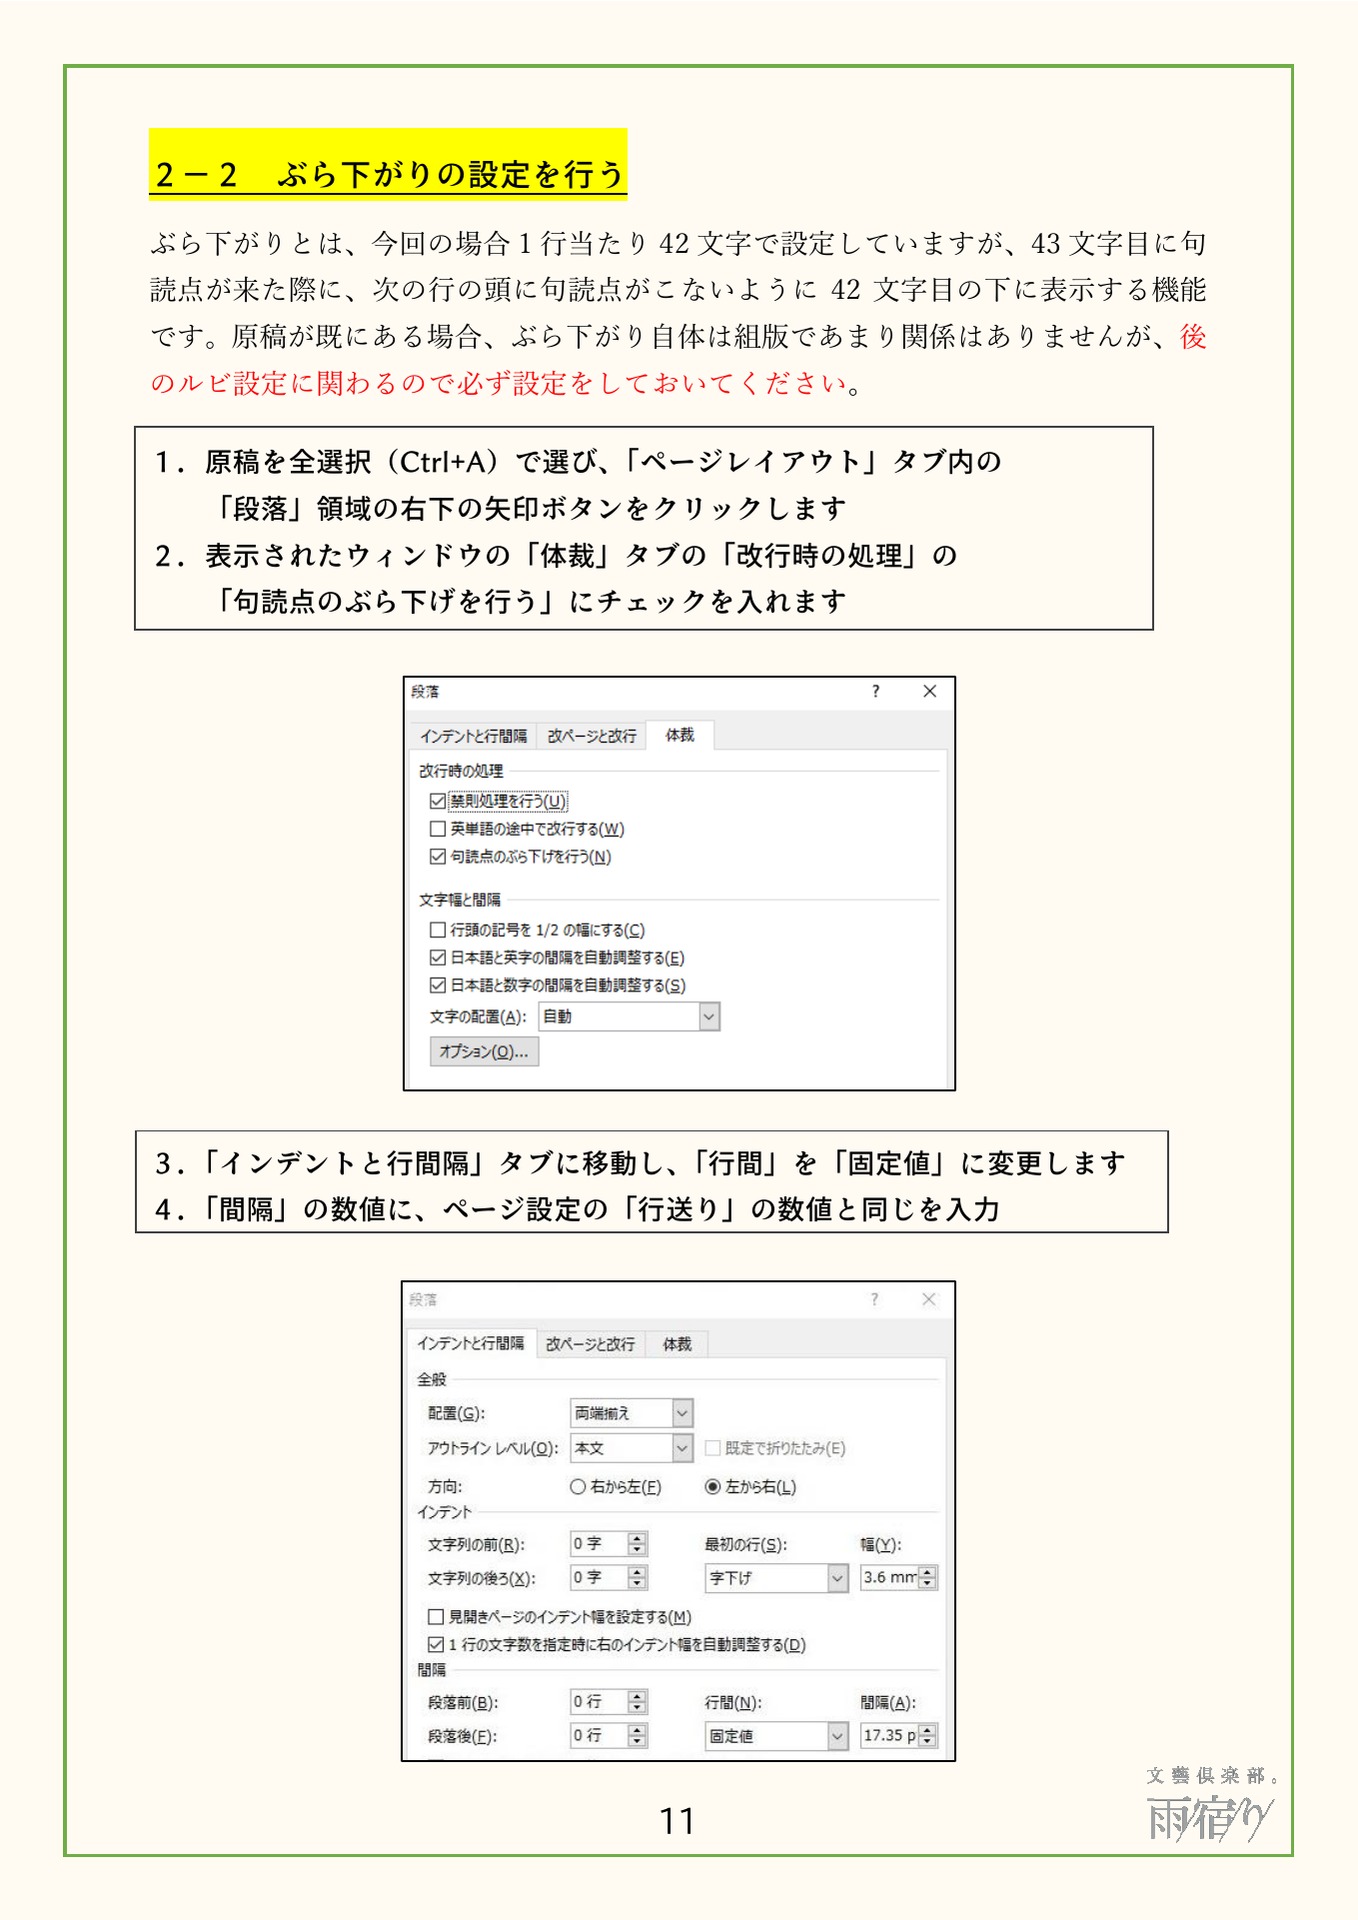 ２－２　ぶら下がりの設定を行う
ぶら下がりとは、今回の場合 1 行当たり 42 文字で設定していますが、43 文字目に句
読点が来た際に、次の行の頭に句読点がこないように 42 文字目の下に表示する機能
です。原稿が既にある場合、ぶら下がり自体は組版であまり関係はありませんが、後
のルビ設定に関わるので必ず設定をしておいてください。
１．原稿を全選択（Ctrl+A）で選び、「ページレイアウト」タブ内の
「段落」領域の右下の矢印ボタンをクリックします
２．表示されたウィンドウの「体裁」タブの「改行時の処理」の
「句読点のぶら下げを行う」にチェックを入れます
段落 ? ×
インデントと行間隔 改ページと改行 体裁
改行時の処理
禁則処理を行う(U)
英単語の途中で改行する(W)
句読点のぶら下げを行う(N)
文字幅と間隔
行頭の記号を 1/2 の幅にする(C)
日本語と英字の間隔を自動調整する(E)
日本語と数字の間隔を自動調整する(S)
文字の配置(A): 自動
オプション(O)...
３．「インデントと行間隔」タブに移動し、「行間」を「固定値」に変更します
４．「間隔」の数値に、ページ設定の「行送り」の数値と同じを入力
段落 ? ×
インデントと行間隔 改ページと改行 体裁
全般
配置(G): 両端揃え
アウトライン レベル(O): 本文 既定で折りたたみ(E)
方向: 右から左(F) 左から右(L)
インデント
文字列の前(R): 0 字 最初の行(S): 幅(Y):
文字列の後ろ(X): 0 字 字下げ 3.6 mm
見開きページのインデント幅を設定する(M)
1 行の文字数を指定時に右のインデント幅を自動調整する(D)
間隔
段落前(B): 0 行 行間(N): 間隔(A):
段落後(F): 0 行 固定値 17.35 p
文藝倶楽部。
雨宿り
11